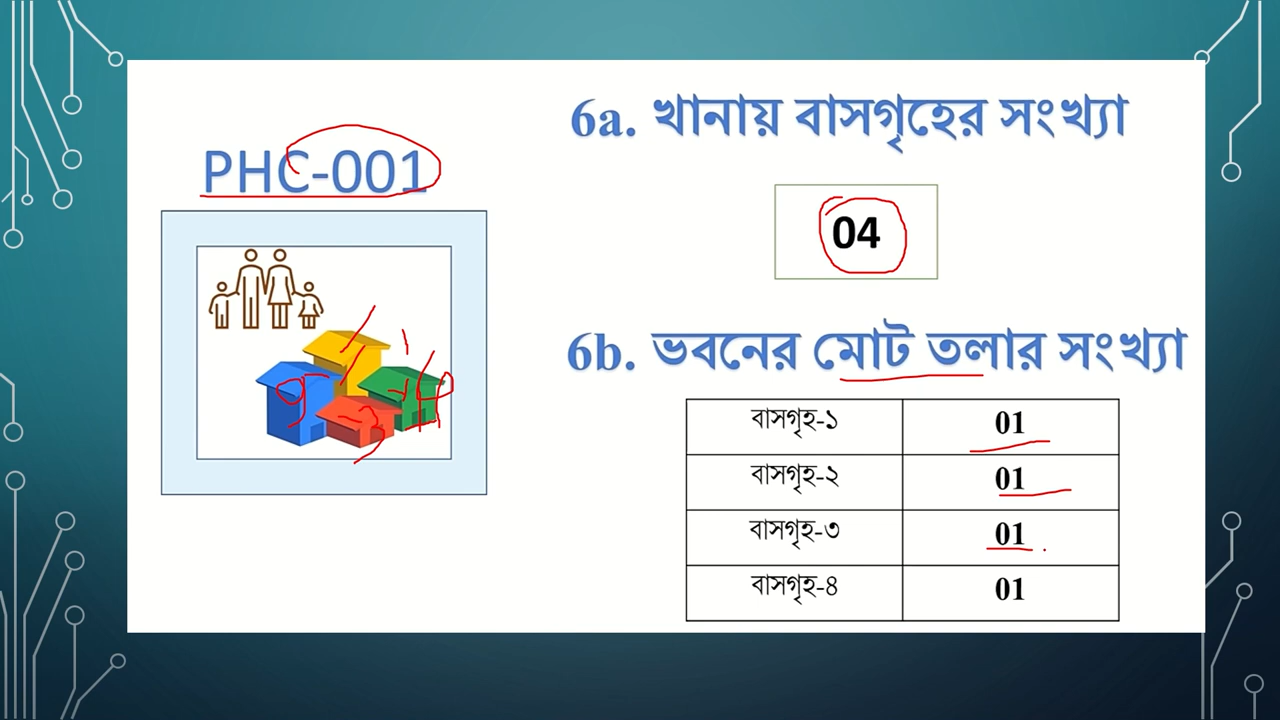 PHC-001
6a. খানায় বাসগৃহের সংখ্যা
04
6b. ভবনের মোট তলার সংখ্যা
বাসগৃহ-১ 01
বাসগৃহ-২ 01
বাসগৃহ-৩ 01
বাসগৃহ-৪ 01